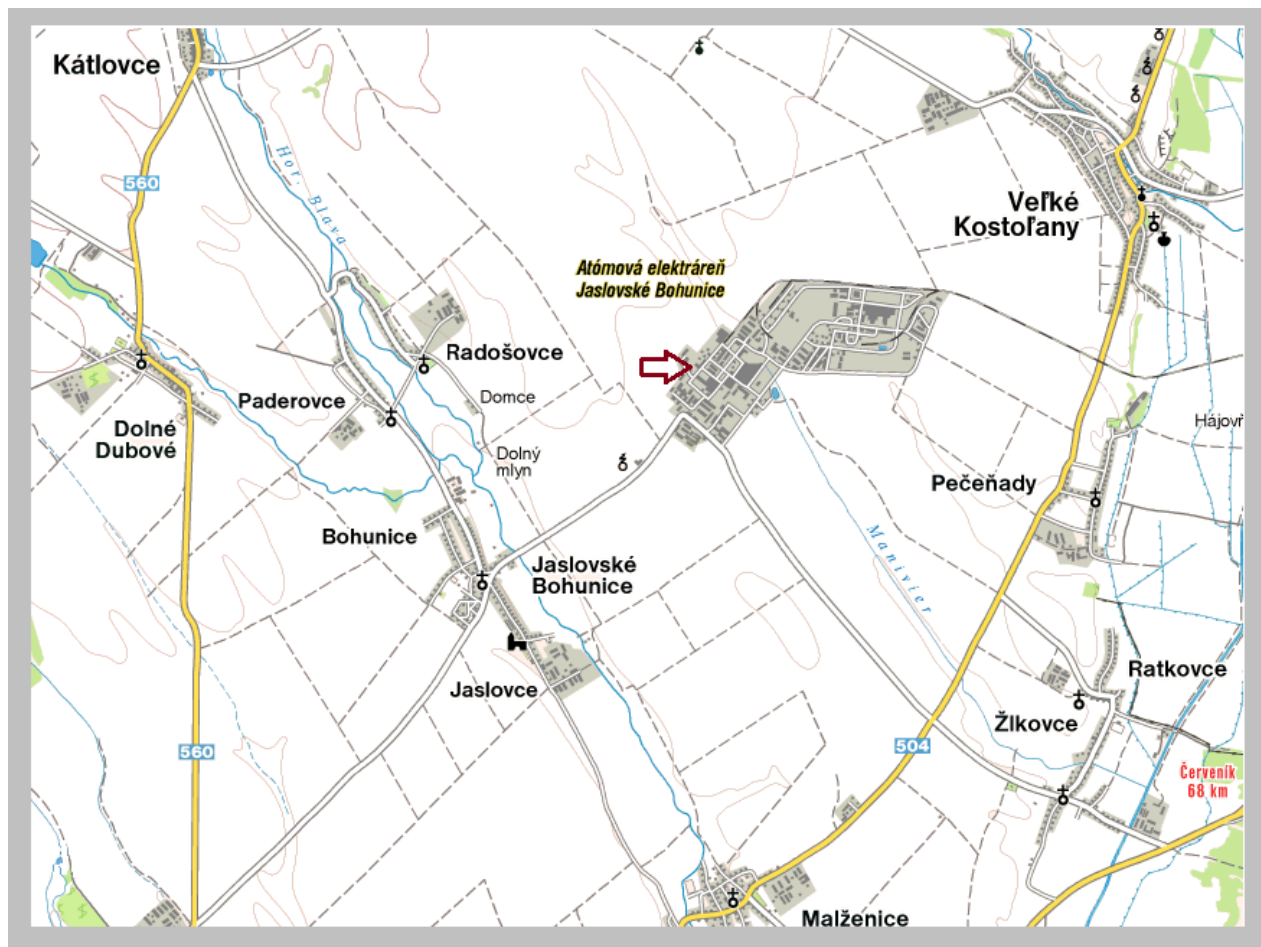 Kátlovce
Hor. Blava
560
Veľké
Kostoľany
Atómová elektráreň
Jaslovské Bohunice
Radošovce
Paderovce
Domce
Dolné
Dubové
Dolný
mlyn
Hájovň
Pečeňady
Bohunice
Manivier
Jaslovské
Bohunice
Jaslovce
Ratkovce
Žlkovce
504
560
Červeník
68 km
Malženice